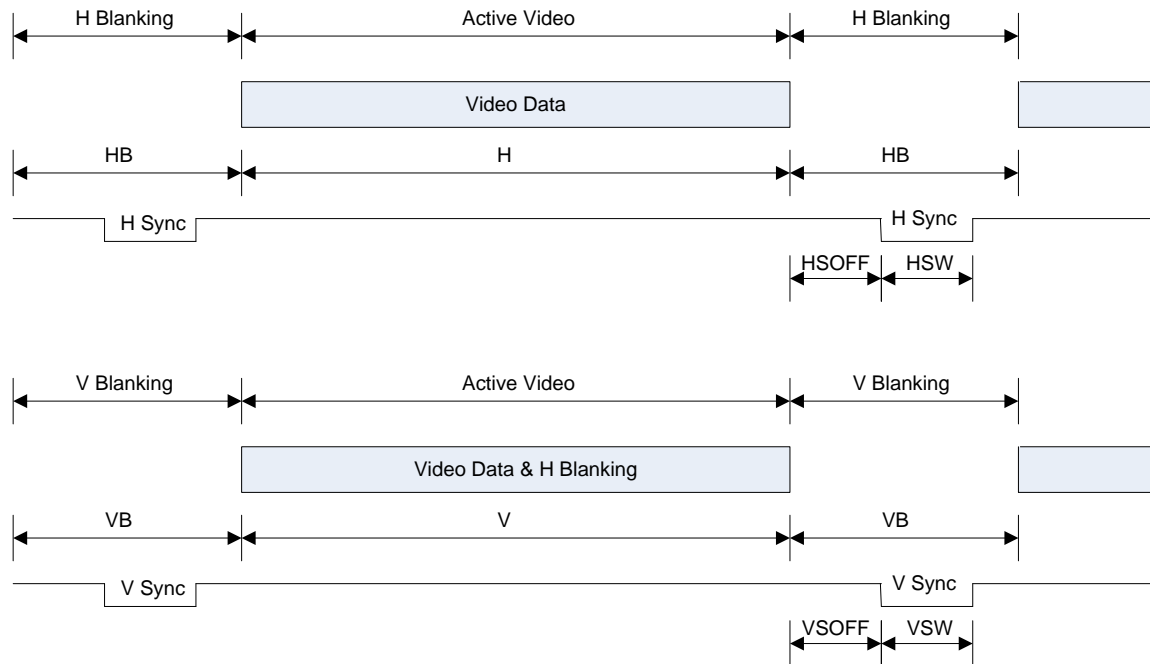 H Blanking Active Video H Blanking
Video Data
HB H HB
H Sync H Sync
HSOFF HSW
V Blanking Active Video V Blanking
Video Data & H Blanking
VB V VB
V Sync V Sync
VSOFF VSW